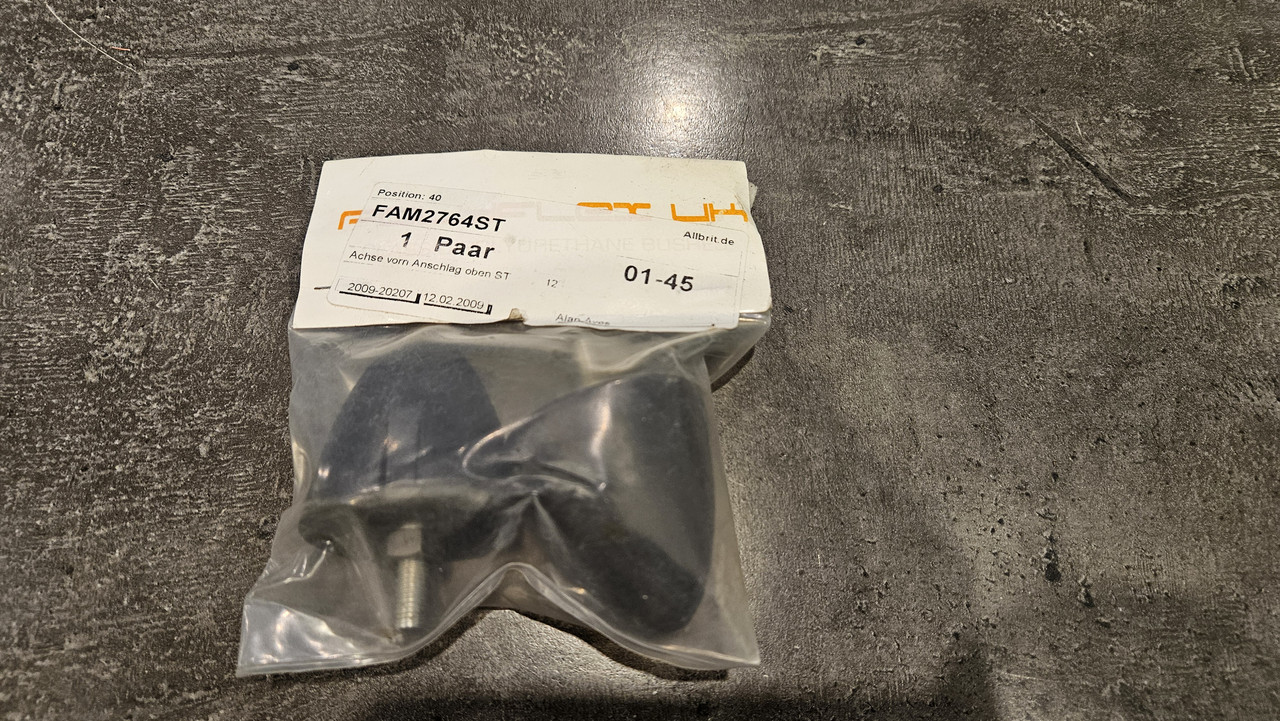 Position: 40
FAM2764ST
1 Paar
Allbrit.de
Achse vorn Anschlag oben ST
12
01-45
2009-20207
12.02.2009
UK